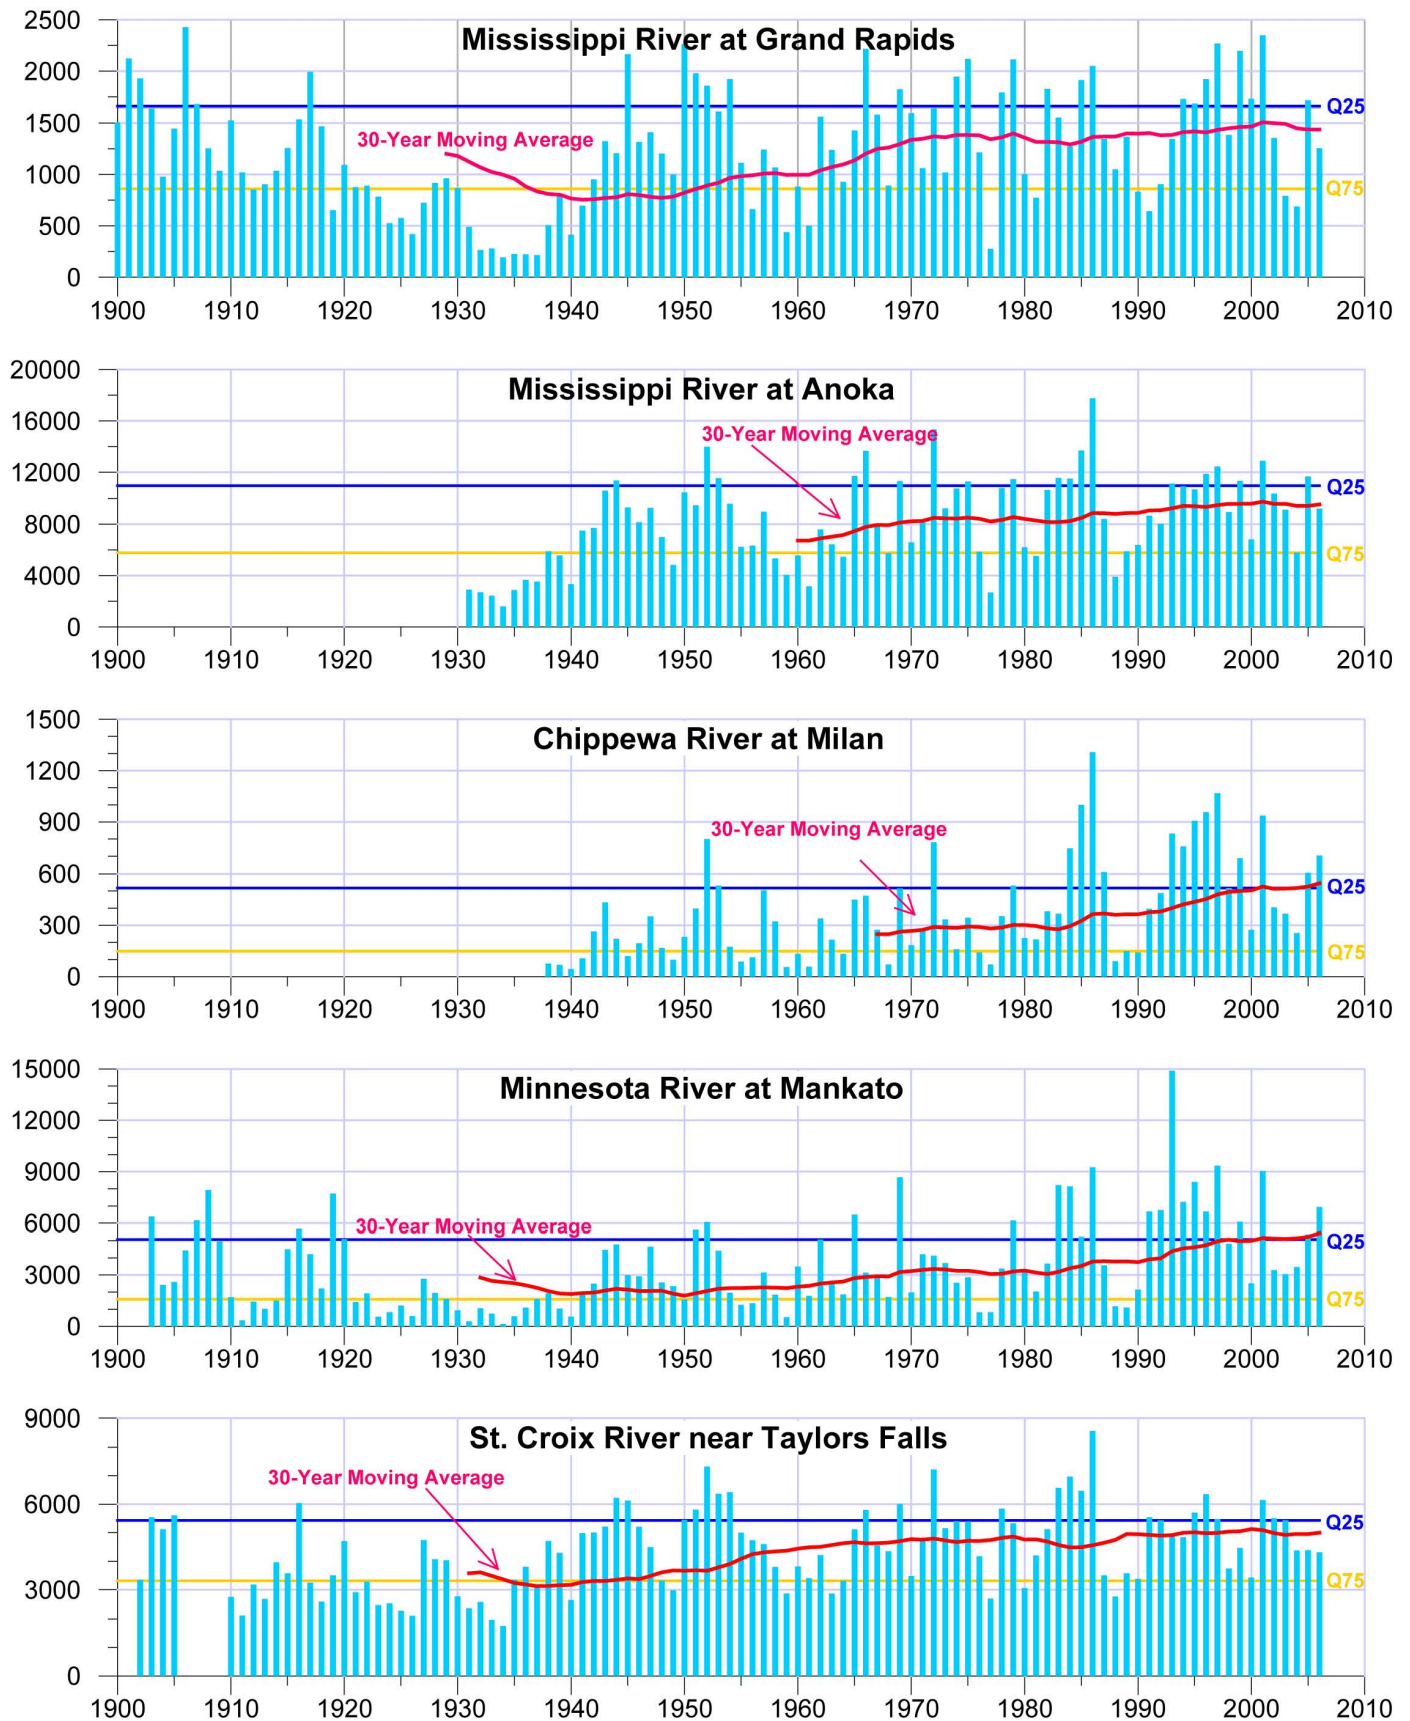 Mississippi River at Grand Rapids
2500
2000
1500
1000
500
0
30-Year Moving Average
Q25
Q75
1900 1910 1920 1930 1940 1950 1960 1970 1980 1990 2000 2010
Mississippi River at Anoka
20000
16000
12000
8000
4000
0
30-Year Moving Average
Q25
Q75
1900 1910 1920 1930 1940 1950 1960 1970 1980 1990 2000 2010
Chippewa River at Milan
1500
1200
900
600
300
0
30-Year Moving Average
Q25
Q75
1900 1910 1920 1930 1940 1950 1960 1970 1980 1990 2000 2010
Minnesota River at Mankato
15000
12000
9000
6000
3000
0
30-Year Moving Average
Q25
Q75
1900 1910 1920 1930 1940 1950 1960 1970 1980 1990 2000 2010
St. Croix River near Taylors Falls
9000
6000
3000
0
30-Year Moving Average
Q25
Q75
1900 1910 1920 1930 1940 1950 1960 1970 1980 1990 2000 2010